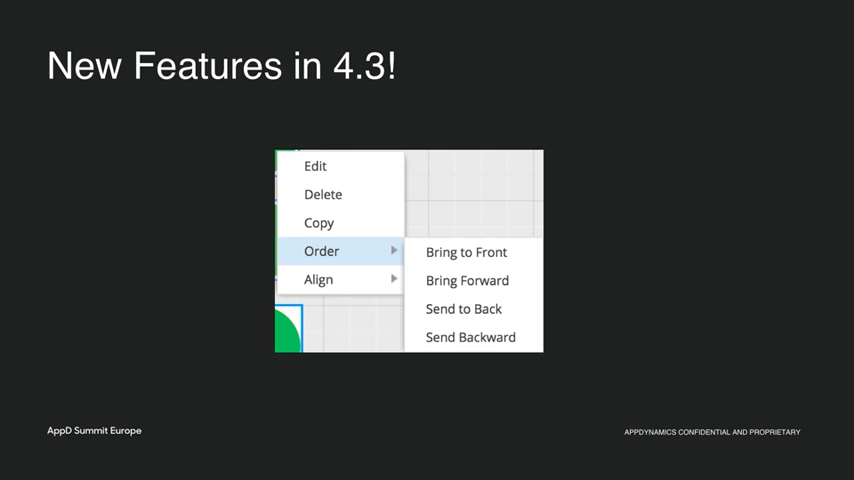 New Features in 4.3!
Edit
Delete
Copy
Order
Align
Bring to Front
Bring Forward
Send to Back
Send Backward
AppD Summit Europe
APPDYNAMICS CONFIDENTIAL AND PROPRIETARY